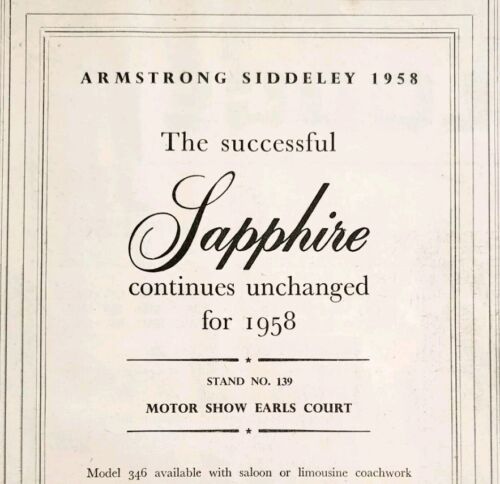 ARMSTRONG SIDDELEY 1958
The successful
Sapphire
continues unchanged
for 1958
STAND NO. 139
MOTOR SHOW EARLS COURT
Model 346 available with saloon or limousine coachwork